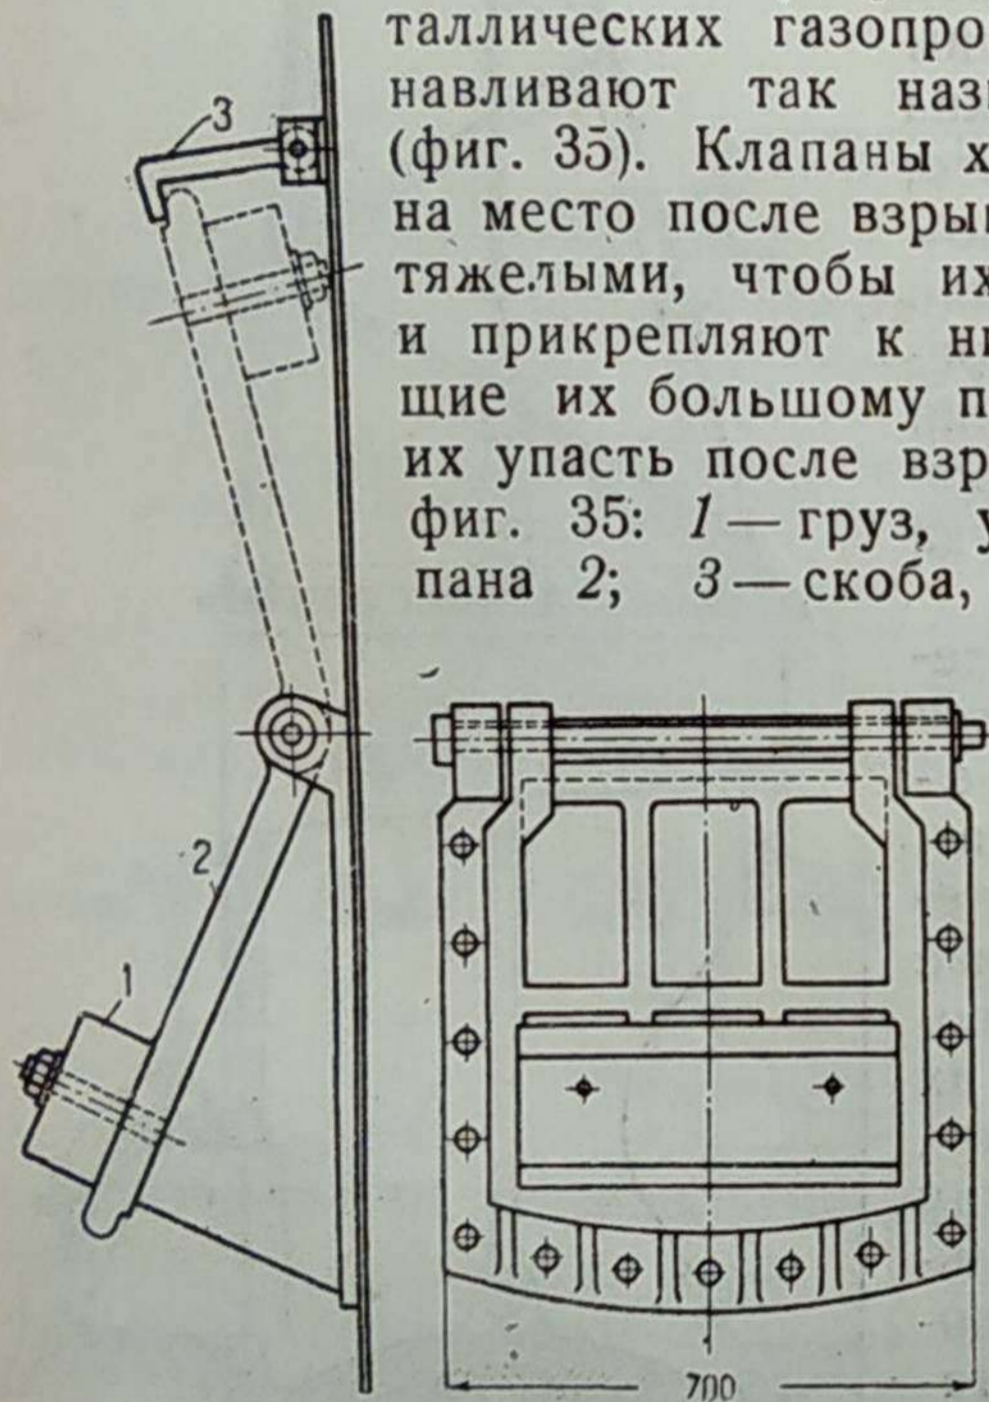 таллических газопро
навливают так наз
(фиг. 35). Клапаны х
на место после взры
тяжелыми, чтобы их
и прикрепляют к н
щие их большому п
их упасть после взр
фиг. 35: 1 — груз, у
пана 2; 3 — скоба,
3
2
1
700